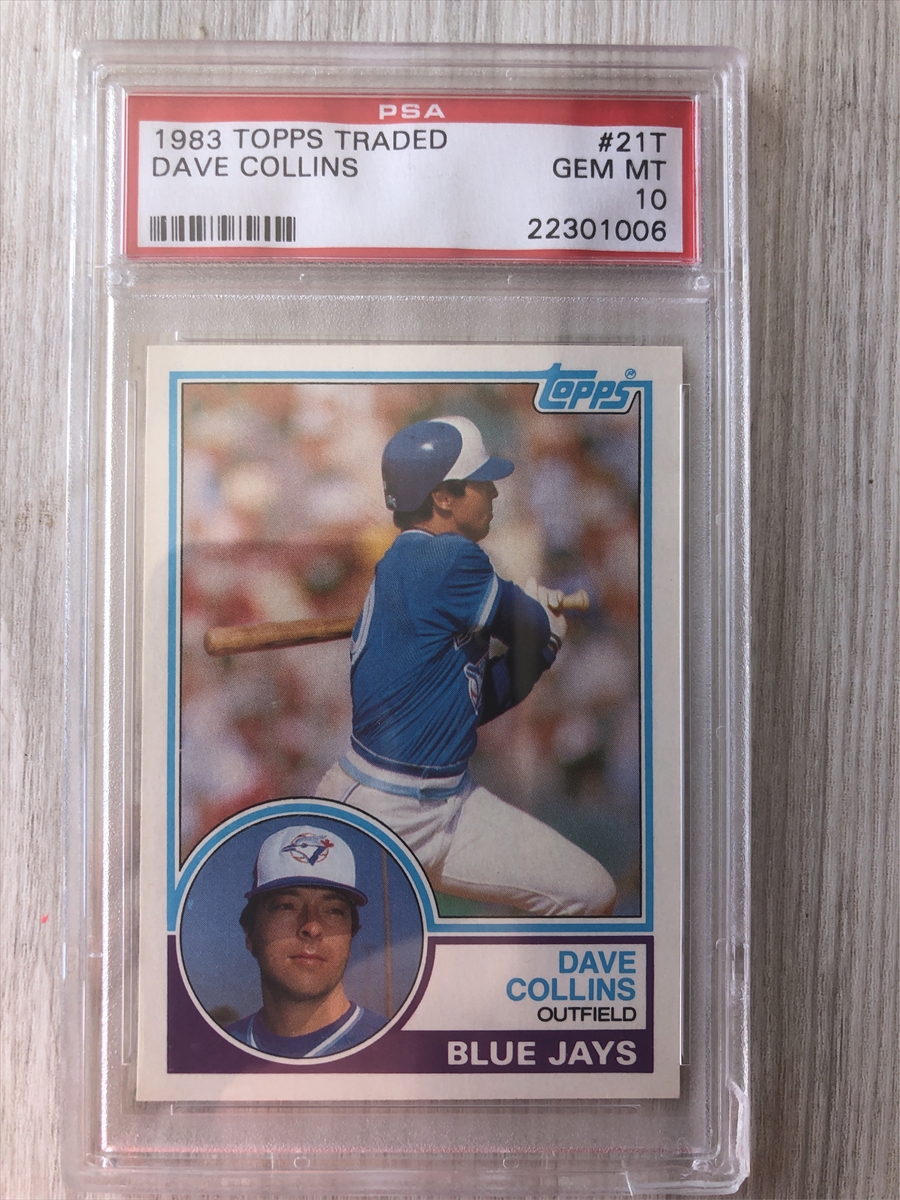 PSA
1983 TOPPS TRADED #21T
DAVE COLLINS GEM MT
10
22301006
topps®
DAVE
COLLINS
OUTFIELD
BLUE JAYS